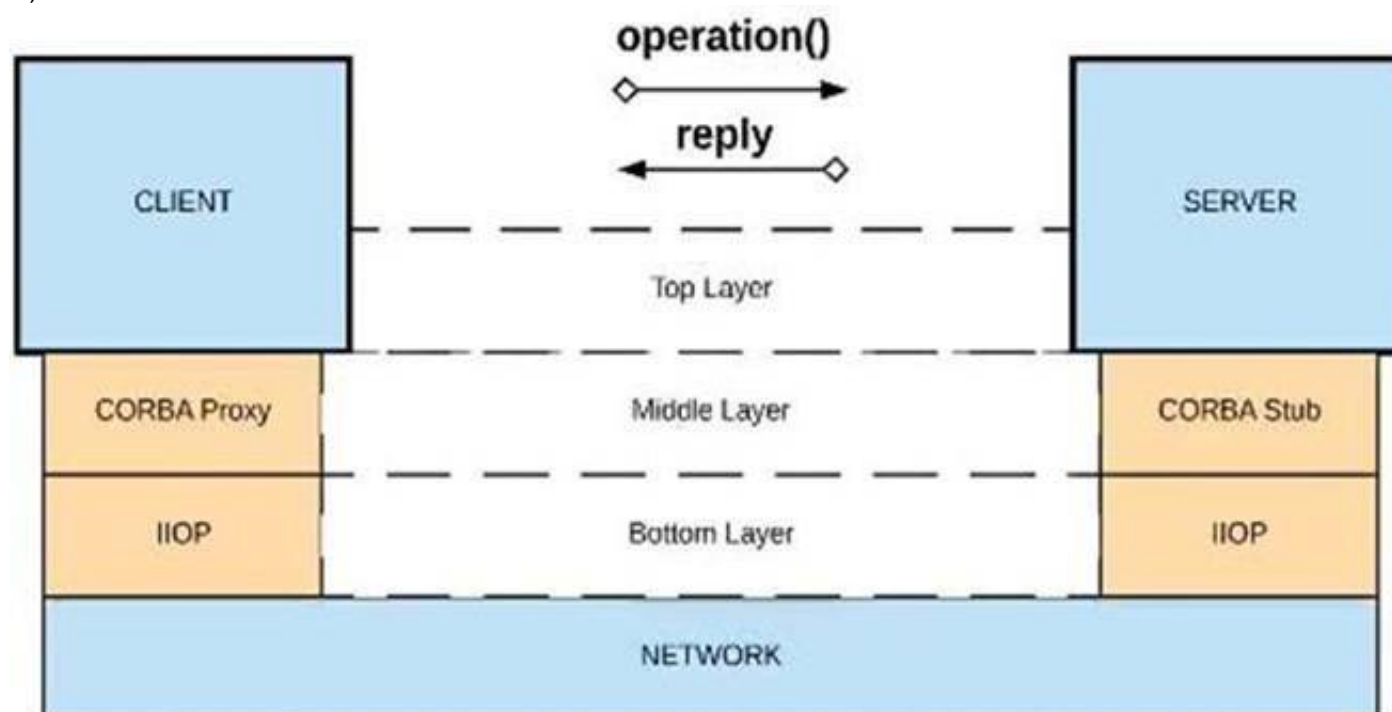 operation()
reply
CLIENT
SERVER
Top Layer
CORBA Proxy
Middle Layer
CORBA Stub
IIOP
Bottom Layer
IIOP
NETWORK